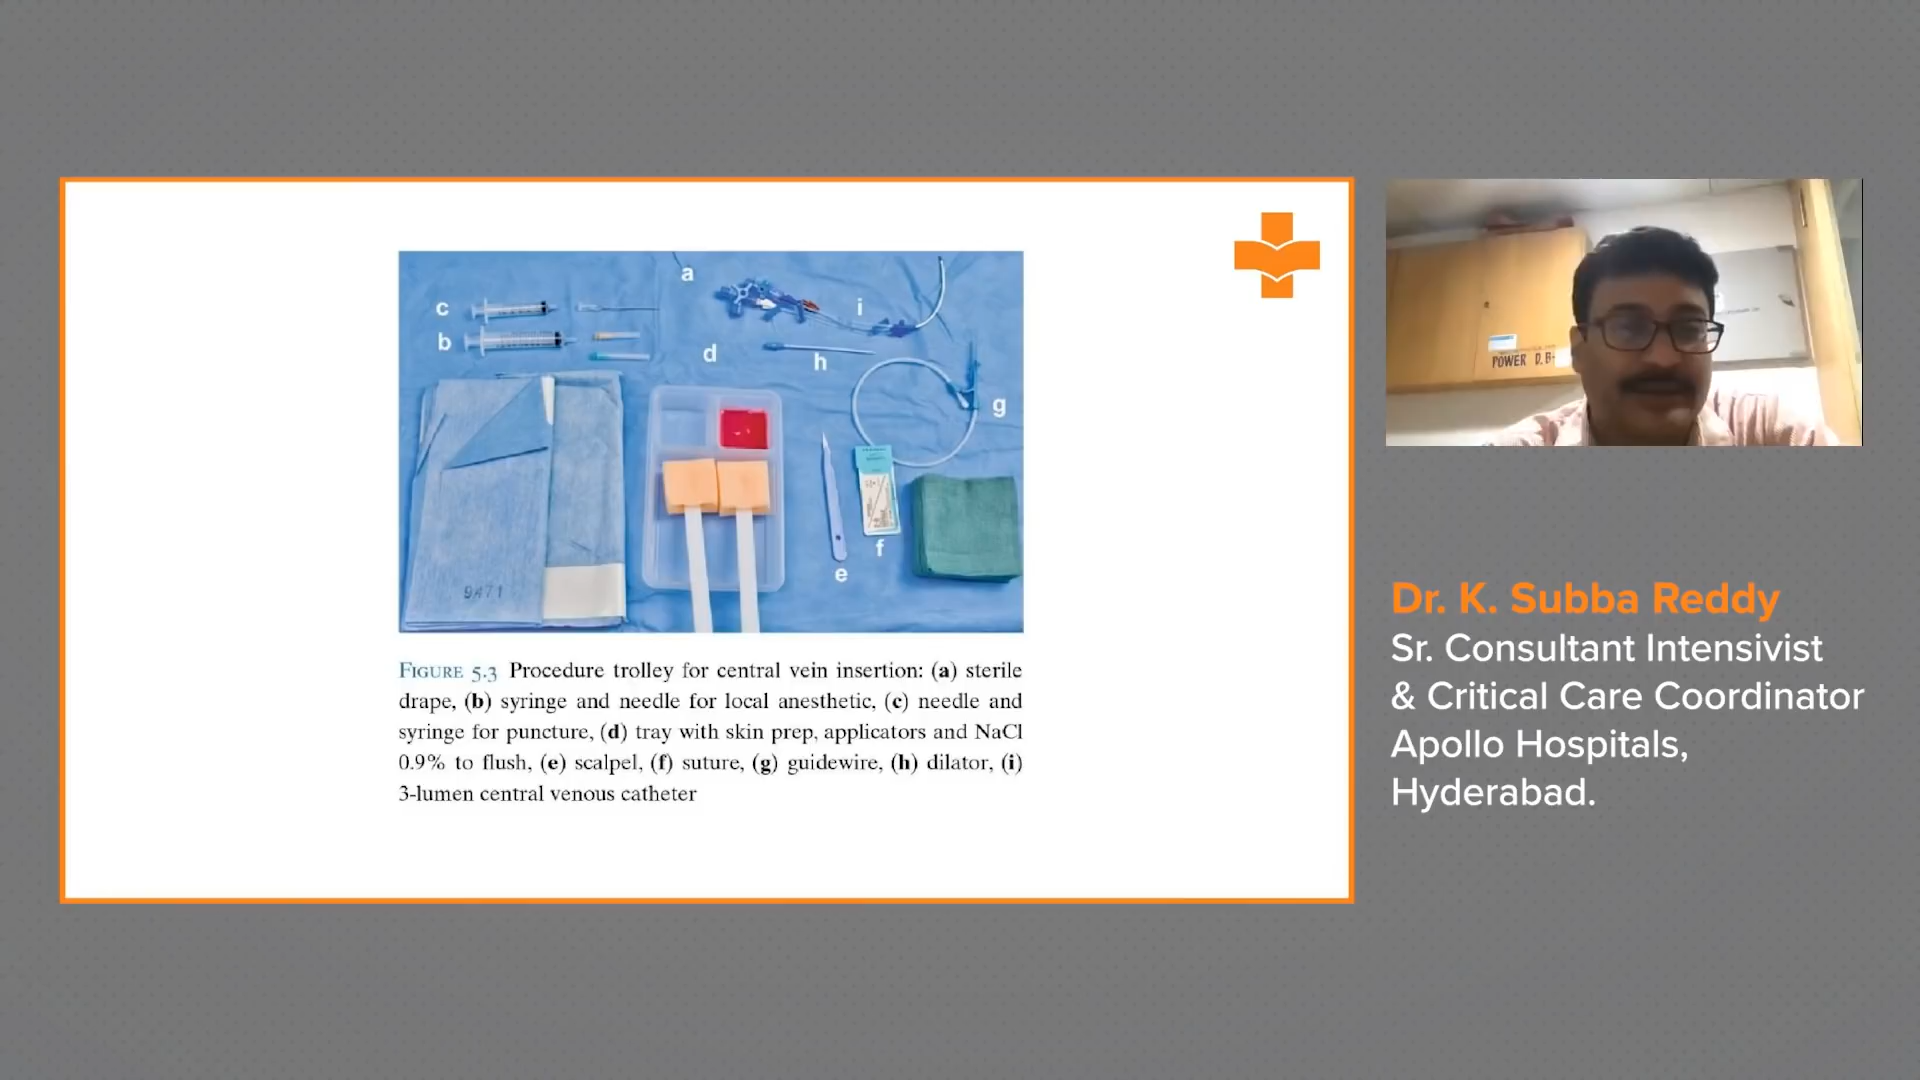 a
c
i
b
d
h
g
9471
f
e
FIGURE 5.3 Procedure trolley for central vein insertion: (a) sterile
drape, (b) syringe and needle for local anesthetic, (c) needle and
syringe for puncture, (d) tray with skin prep, applicators and NaCl
0.9% to flush, (e) scalpel, (f) suture, (g) guidewire, (h) dilator, (i)
3-lumen central venous catheter
POWER D.B-
Dr. K. Subba Reddy
Sr. Consultant Intensivist
& Critical Care Coordinator
Apollo Hospitals,
Hyderabad.